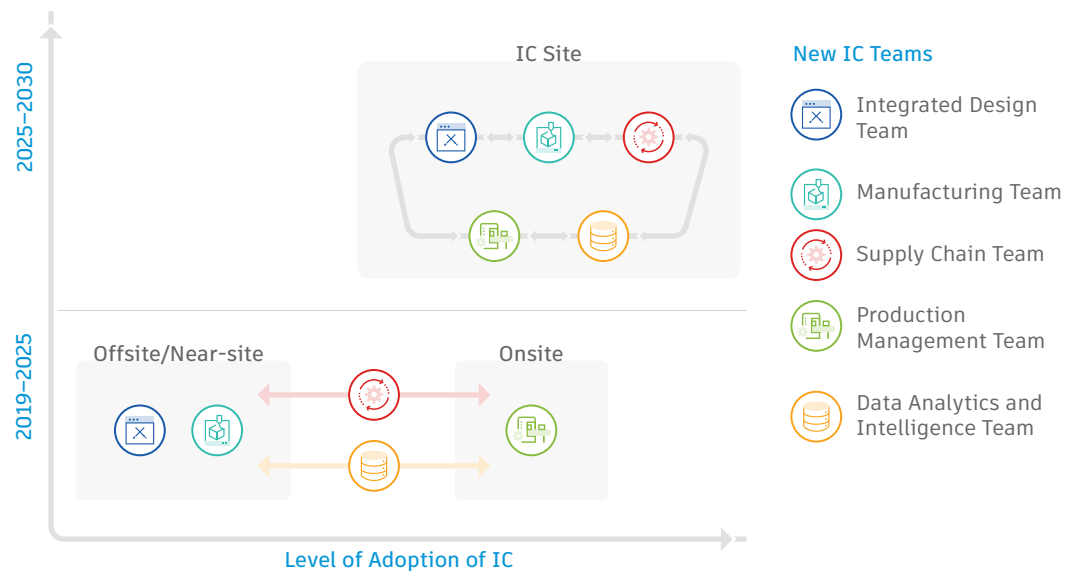 IC Site
2025–2030
Offsite/Near-site
Onsite
2019–2025
Level of Adoption of IC
New IC Teams
Integrated Design
Team
Manufacturing Team
Supply Chain Team
Production
Management Team
Data Analytics and
Intelligence Team